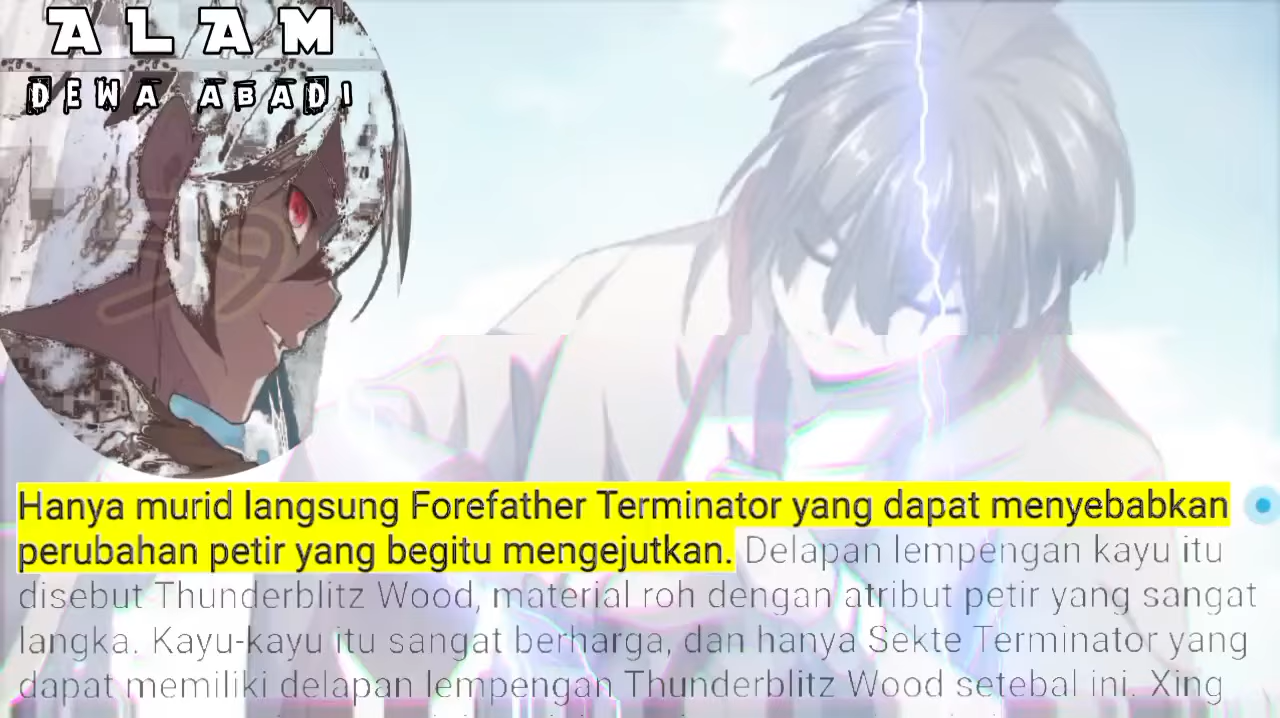 ALAM
DEWA ABADI
Hanya murid langsung Forefather Terminator yang dapat menyebabkan
perubahan petir yang begitu mengejutkan. Delapan lempengan kayu itu
disebut Thunderblitz Wood, material roh dengan atribut petir yang sangat
langka. Kayu-kayu itu sangat berharga, dan hanya Sekte Terminator yang
dapat memiliki delapan lempengan Thunderblitz Wood setebal ini. Xing